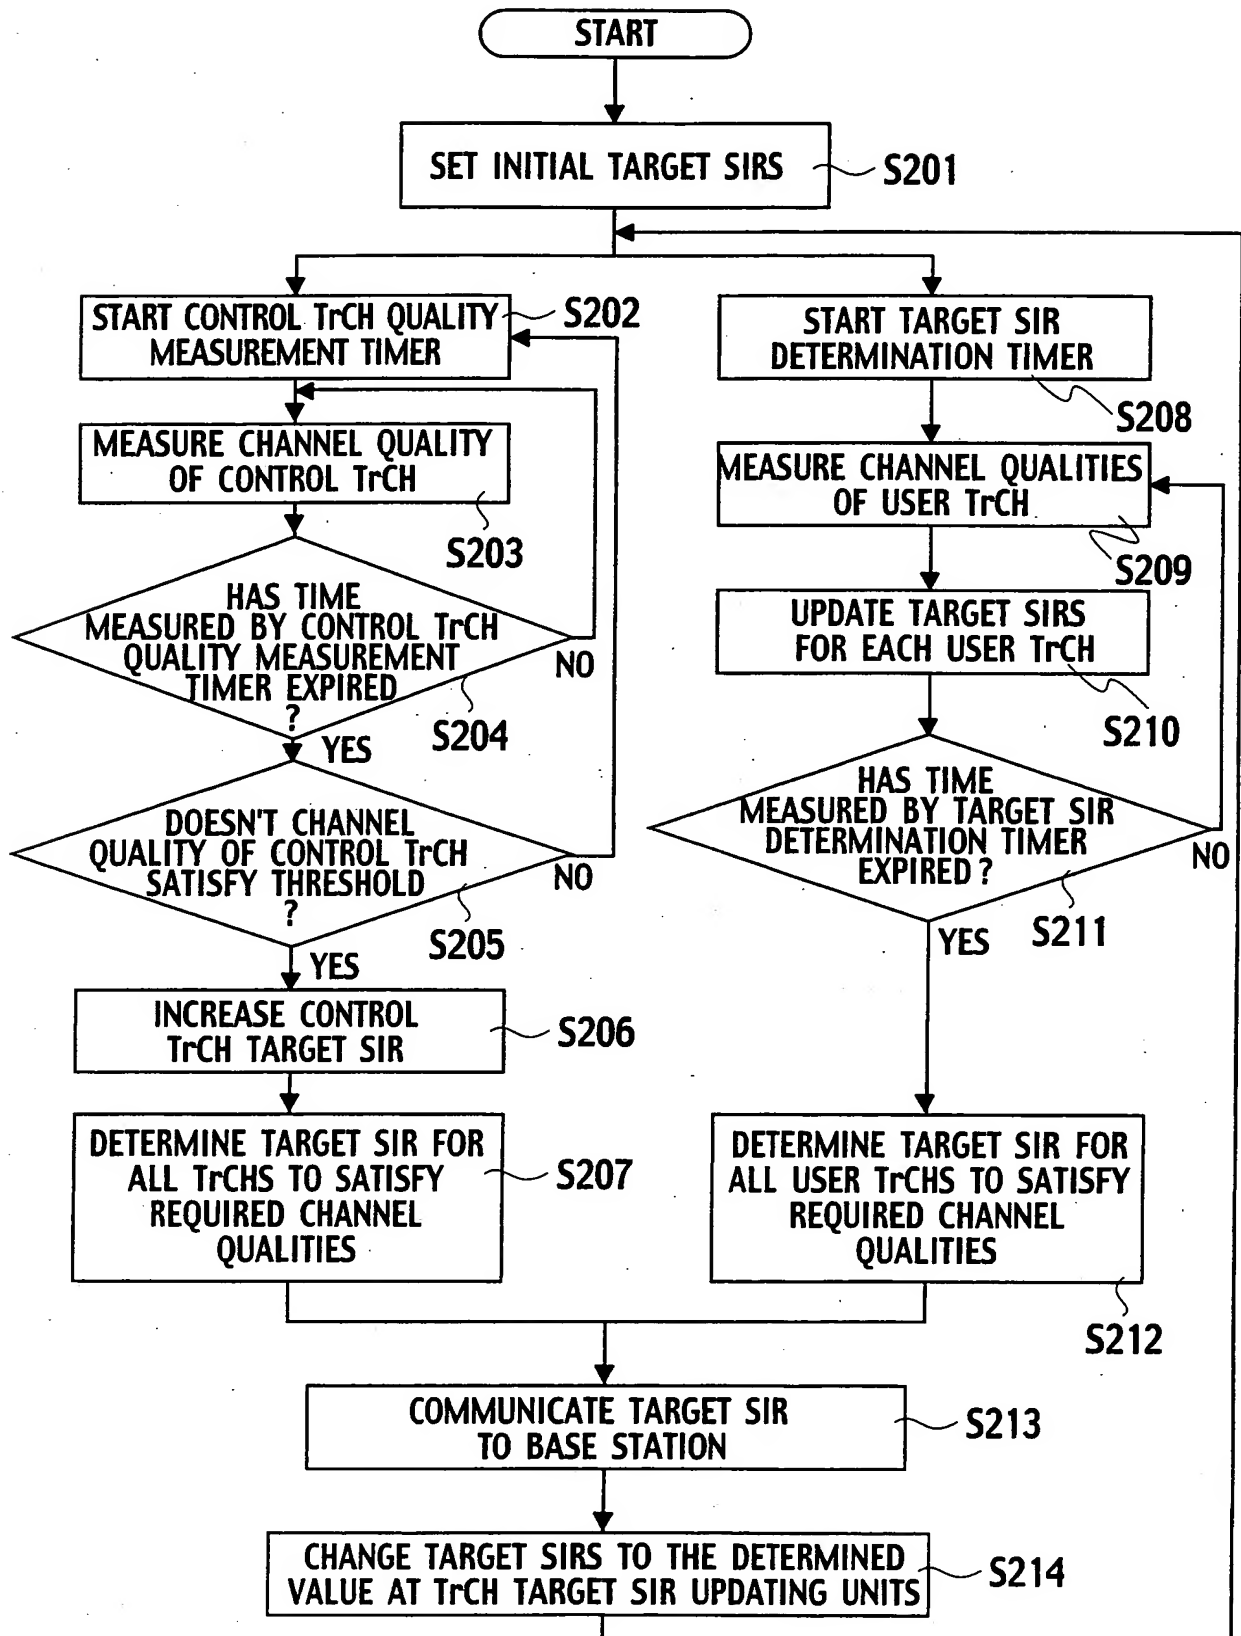 START
SET INITIAL TARGET SIRS
S201
START CONTROL TrCH QUALITY
MEASUREMENT TIMER
S202
MEASURE CHANNEL QUALITY
OF CONTROL TrCH
S203
HAS TIME
MEASURED BY CONTROL TrCH
QUALITY MEASUREMENT
TIMER EXPIRED
?
NO
S204
YES
DOESN'T CHANNEL
QUALITY OF CONTROL TrCH
SATISFY THRESHOLD
?
NO
S205
YES
INCREASE CONTROL
TrCH TARGET SIR
S206
DETERMINE TARGET SIR FOR
ALL TrCHS TO SATISFY
REQUIRED CHANNEL
QUALITIES
S207
START TARGET SIR
DETERMINATION TIMER
S208
MEASURE CHANNEL QUALITIES
OF USER TrCH
S209
UPDATE TARGET SIRS
FOR EACH USER TrCH
S210
HAS TIME
MEASURED BY TARGET SIR
DETERMINATION TIMER
EXPIRED ?
NO
S211
YES
DETERMINE TARGET SIR FOR
ALL USER TrCHS TO SATISFY
REQUIRED CHANNEL
QUALITIES
S212
COMMUNICATE TARGET SIR
TO BASE STATION
S213
CHANGE TARGET SIRS TO THE DETERMINED
VALUE AT TrCH TARGET SIR UPDATING UNITS
S214